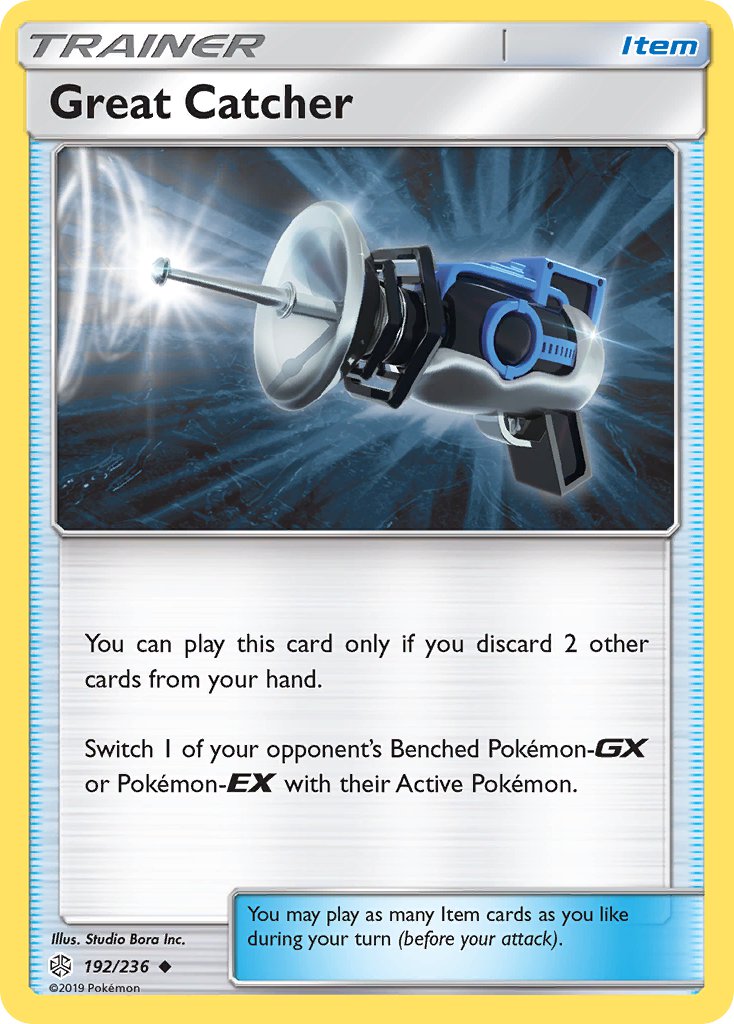 TRAINER
Item
Great Catcher
You can play this card only if you discard 2 other
cards from your hand.
Switch 1 of your opponent's Benched Pokémon-GX
or Pokémon-EX with their Active Pokémon.
You may play as many Item cards as you like
during your turn (before your attack).
Illus. Studio Bora Inc.
192/236
©2019 Pokémon